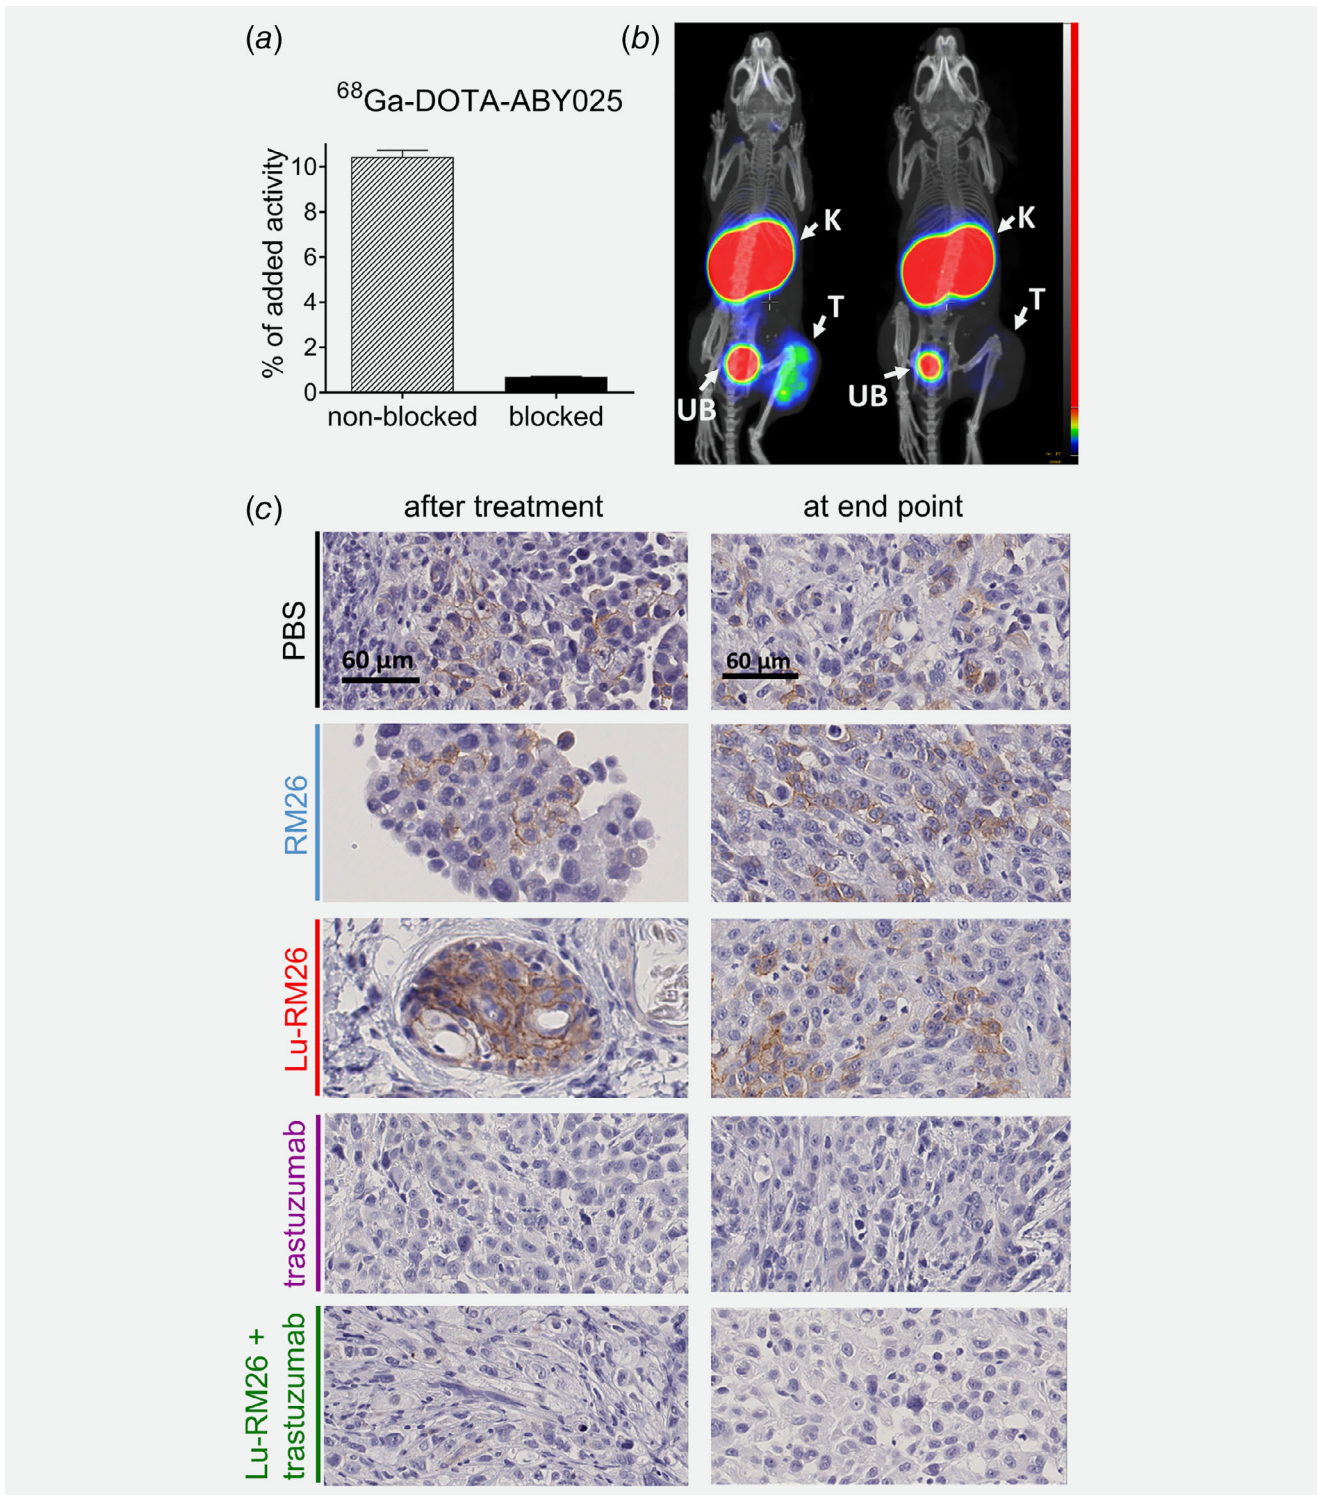 (a)
68Ga-DOTA-ABY025
% of added activity
10
8
6
4
2
0
non-blocked
blocked
(b)
K
K
T
T
UB
UB
(c)
after treatment
at end point
PBS
60 µm
60 µm
RM26
Lu-RM26
trastuzumab
Lu-RM26 +
trastuzumab